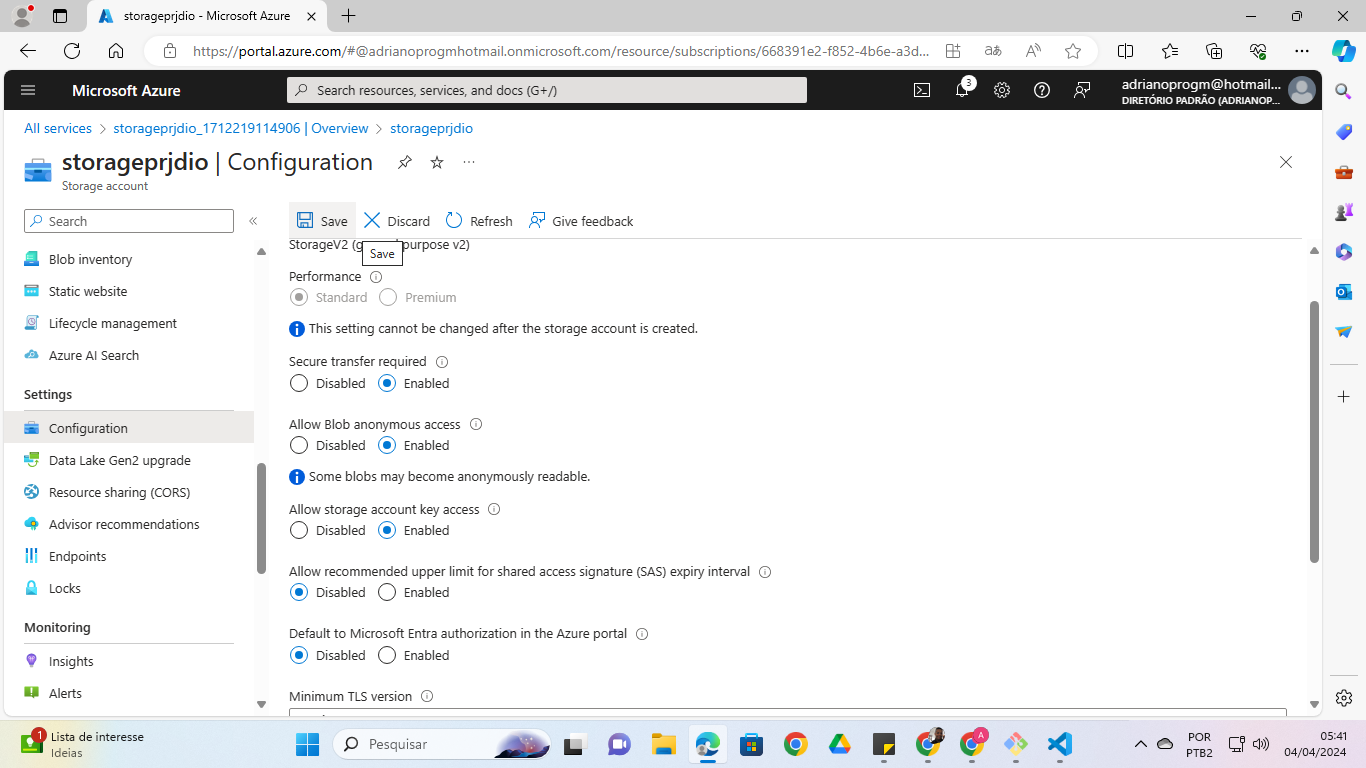 storageprjdio - Microsoft Azure
https://portal.azure.com/#@adrianoprogmhotmail.onmicrosoft.com/resource/subscriptions/668391e2-f852-4b6e-a3d...
aあ
Microsoft Azure
Search resources, services, and docs (G+/)
3
adrianoprogm@hotmail...
DIRETÓRIO PADRÃO (ADRIANOP...
All services > storageprjdio_1712219114906 | Overview > storageprjdio
storageprjdio | Configuration
Storage account
Search
Save
Discard
Refresh
Give feedback
Blob inventory
Static website
Lifecycle management
Azure AI Search
Settings
Configuration
Data Lake Gen2 upgrade
Resource sharing (CORS)
Advisor recommendations
Endpoints
Locks
Monitoring
Insights
Alerts
StorageV2 (g purpose v2)
Save
Performance
Standard Premium
This setting cannot be changed after the storage account is created.
Secure transfer required
Disabled Enabled
Allow Blob anonymous access
Disabled Enabled
Some blobs may become anonymously readable.
Allow storage account key access
Disabled Enabled
Allow recommended upper limit for shared access signature (SAS) expiry interval
Disabled Enabled
Default to Microsoft Entra authorization in the Azure portal
Disabled Enabled
Minimum TLS version
1
Lista de interesse
Ideias
Pesquisar
A
POR
PTB2
05:41
04/04/2024